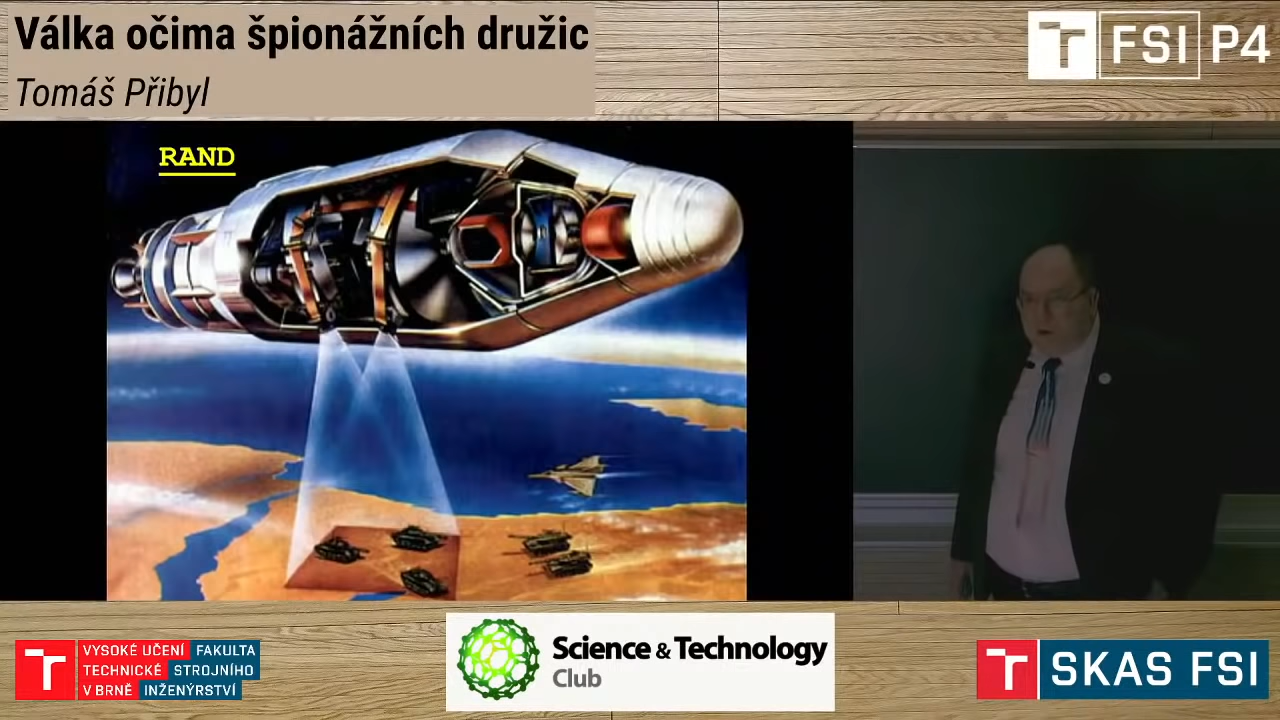 Válka očima špionážních družic
Tomáš Přibyl
FSI P4
RAND
VYSOKÉ UČENÍ FAKULTA
TECHNICKÉ STROJNÍHO
V BRNĚ INŽENÝRSTVÍ
Science & Technology
Club
SKAS FSI